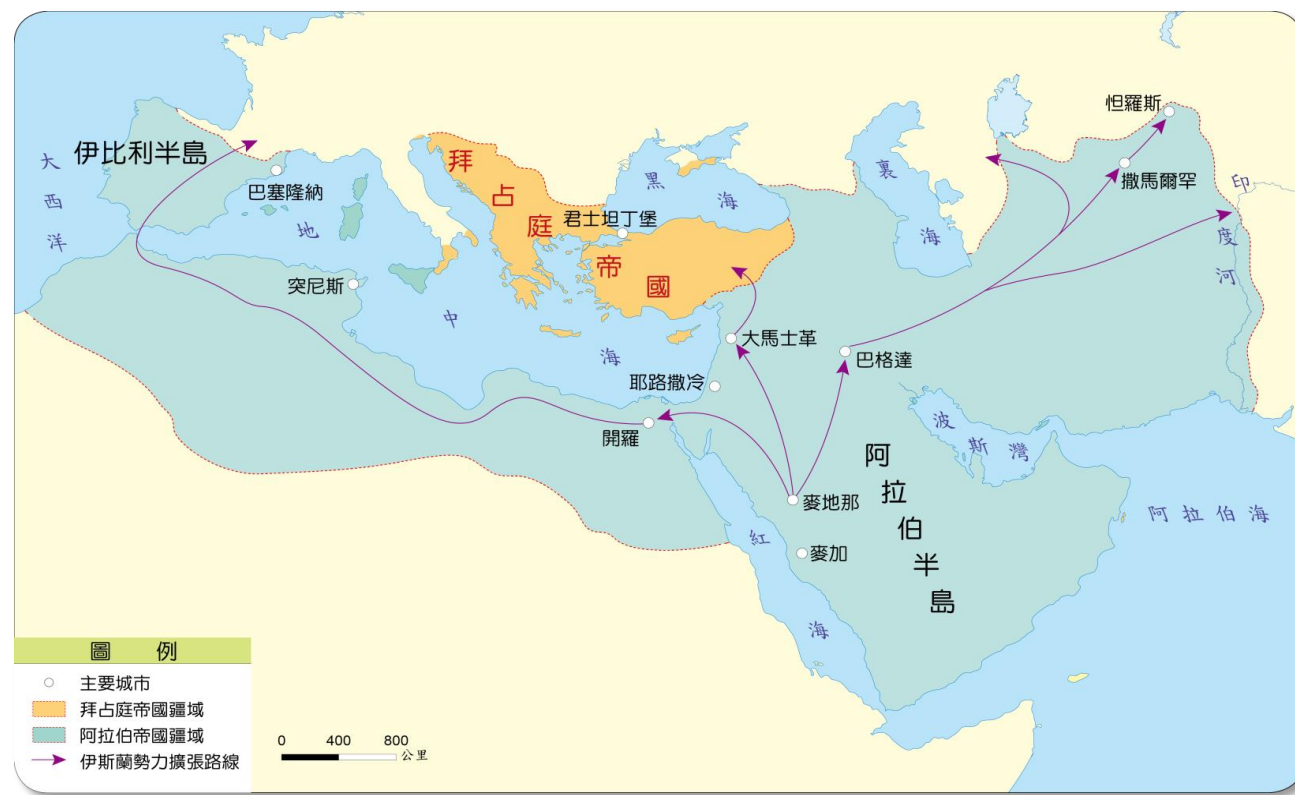 大西洋
伊比利半島
巴塞隆納
地
中
海
突尼斯
拜占庭帝國
君士坦丁堡
黑海
裏海
怛羅斯
撒馬爾罕
印度河
大馬士革
巴格達
耶路撒冷
開羅
波斯灣
阿拉伯半島
麥地那
麥加
紅海
阿拉伯海
圖 例
主要城市
拜占庭帝國疆域
阿拉伯帝國疆域
伊斯蘭勢力擴張路線
0 400 800
公里